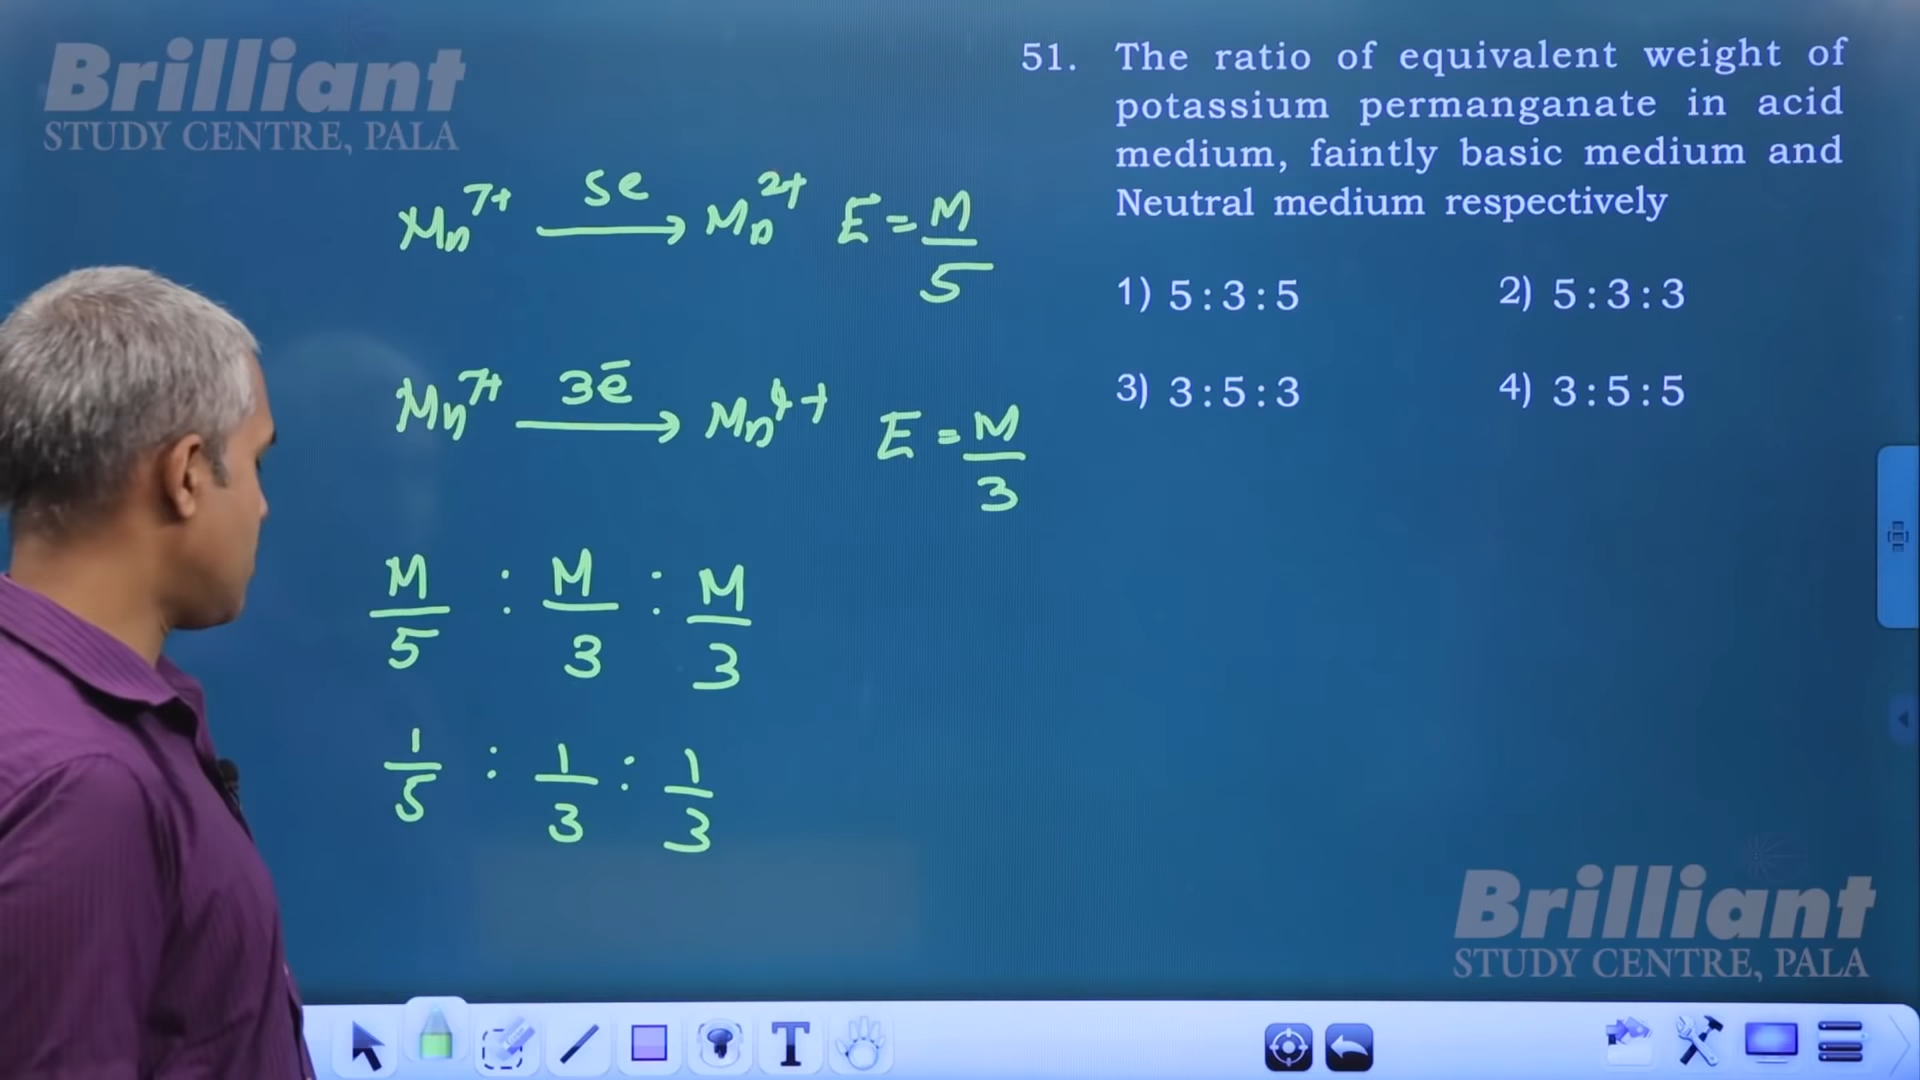 Brilliant
STUDY CENTRE, PALA
51. The ratio of equivalent weight of
potassium permanganate in acid
medium, faintly basic medium and
Neutral medium respectively
1) 5 : 3 : 5
2) 5 : 3 : 3
3) 3 : 5 : 3
4) 3 : 5 : 5
Mn⁷⁺ 5e → Mn²⁺ E = M/5
Mn⁷⁺ 3e̅ → Mn⁴⁺ E = M/3
M/5 : M/3 : M/3
1/5 : 1/3 : 1/3
Brilliant
STUDY CENTRE, PALA
T